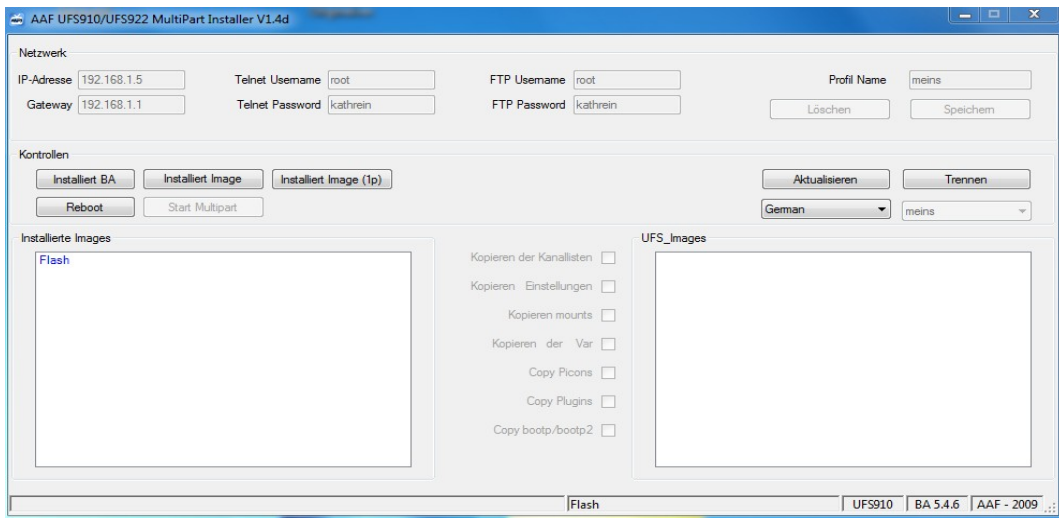 AAF UFS910/UFS922 MultiPart Installer V1.4d
Netzwerk
IP-Adresse 192.168.1.5 Telnet Username root FTP Username root Profil Name meins
Gateway 192.168.1.1 Telnet Password kathrein FTP Password kathrein Löschen Speichern
Kontrollen
Installiert BA Installiert Image Installiert Image (1p) Aktualisieren Trennen
Reboot Start Multipart German meins
Installierte Images UFS_Images
Flash
Kopieren der Kanallisten
Kopieren Einstellungen
Kopieren mounts
Kopieren der Var
Copy Picons
Copy Plugins
Copy bootp/bootp2
Flash UFS910 BA 5.4.6 AAF - 2009